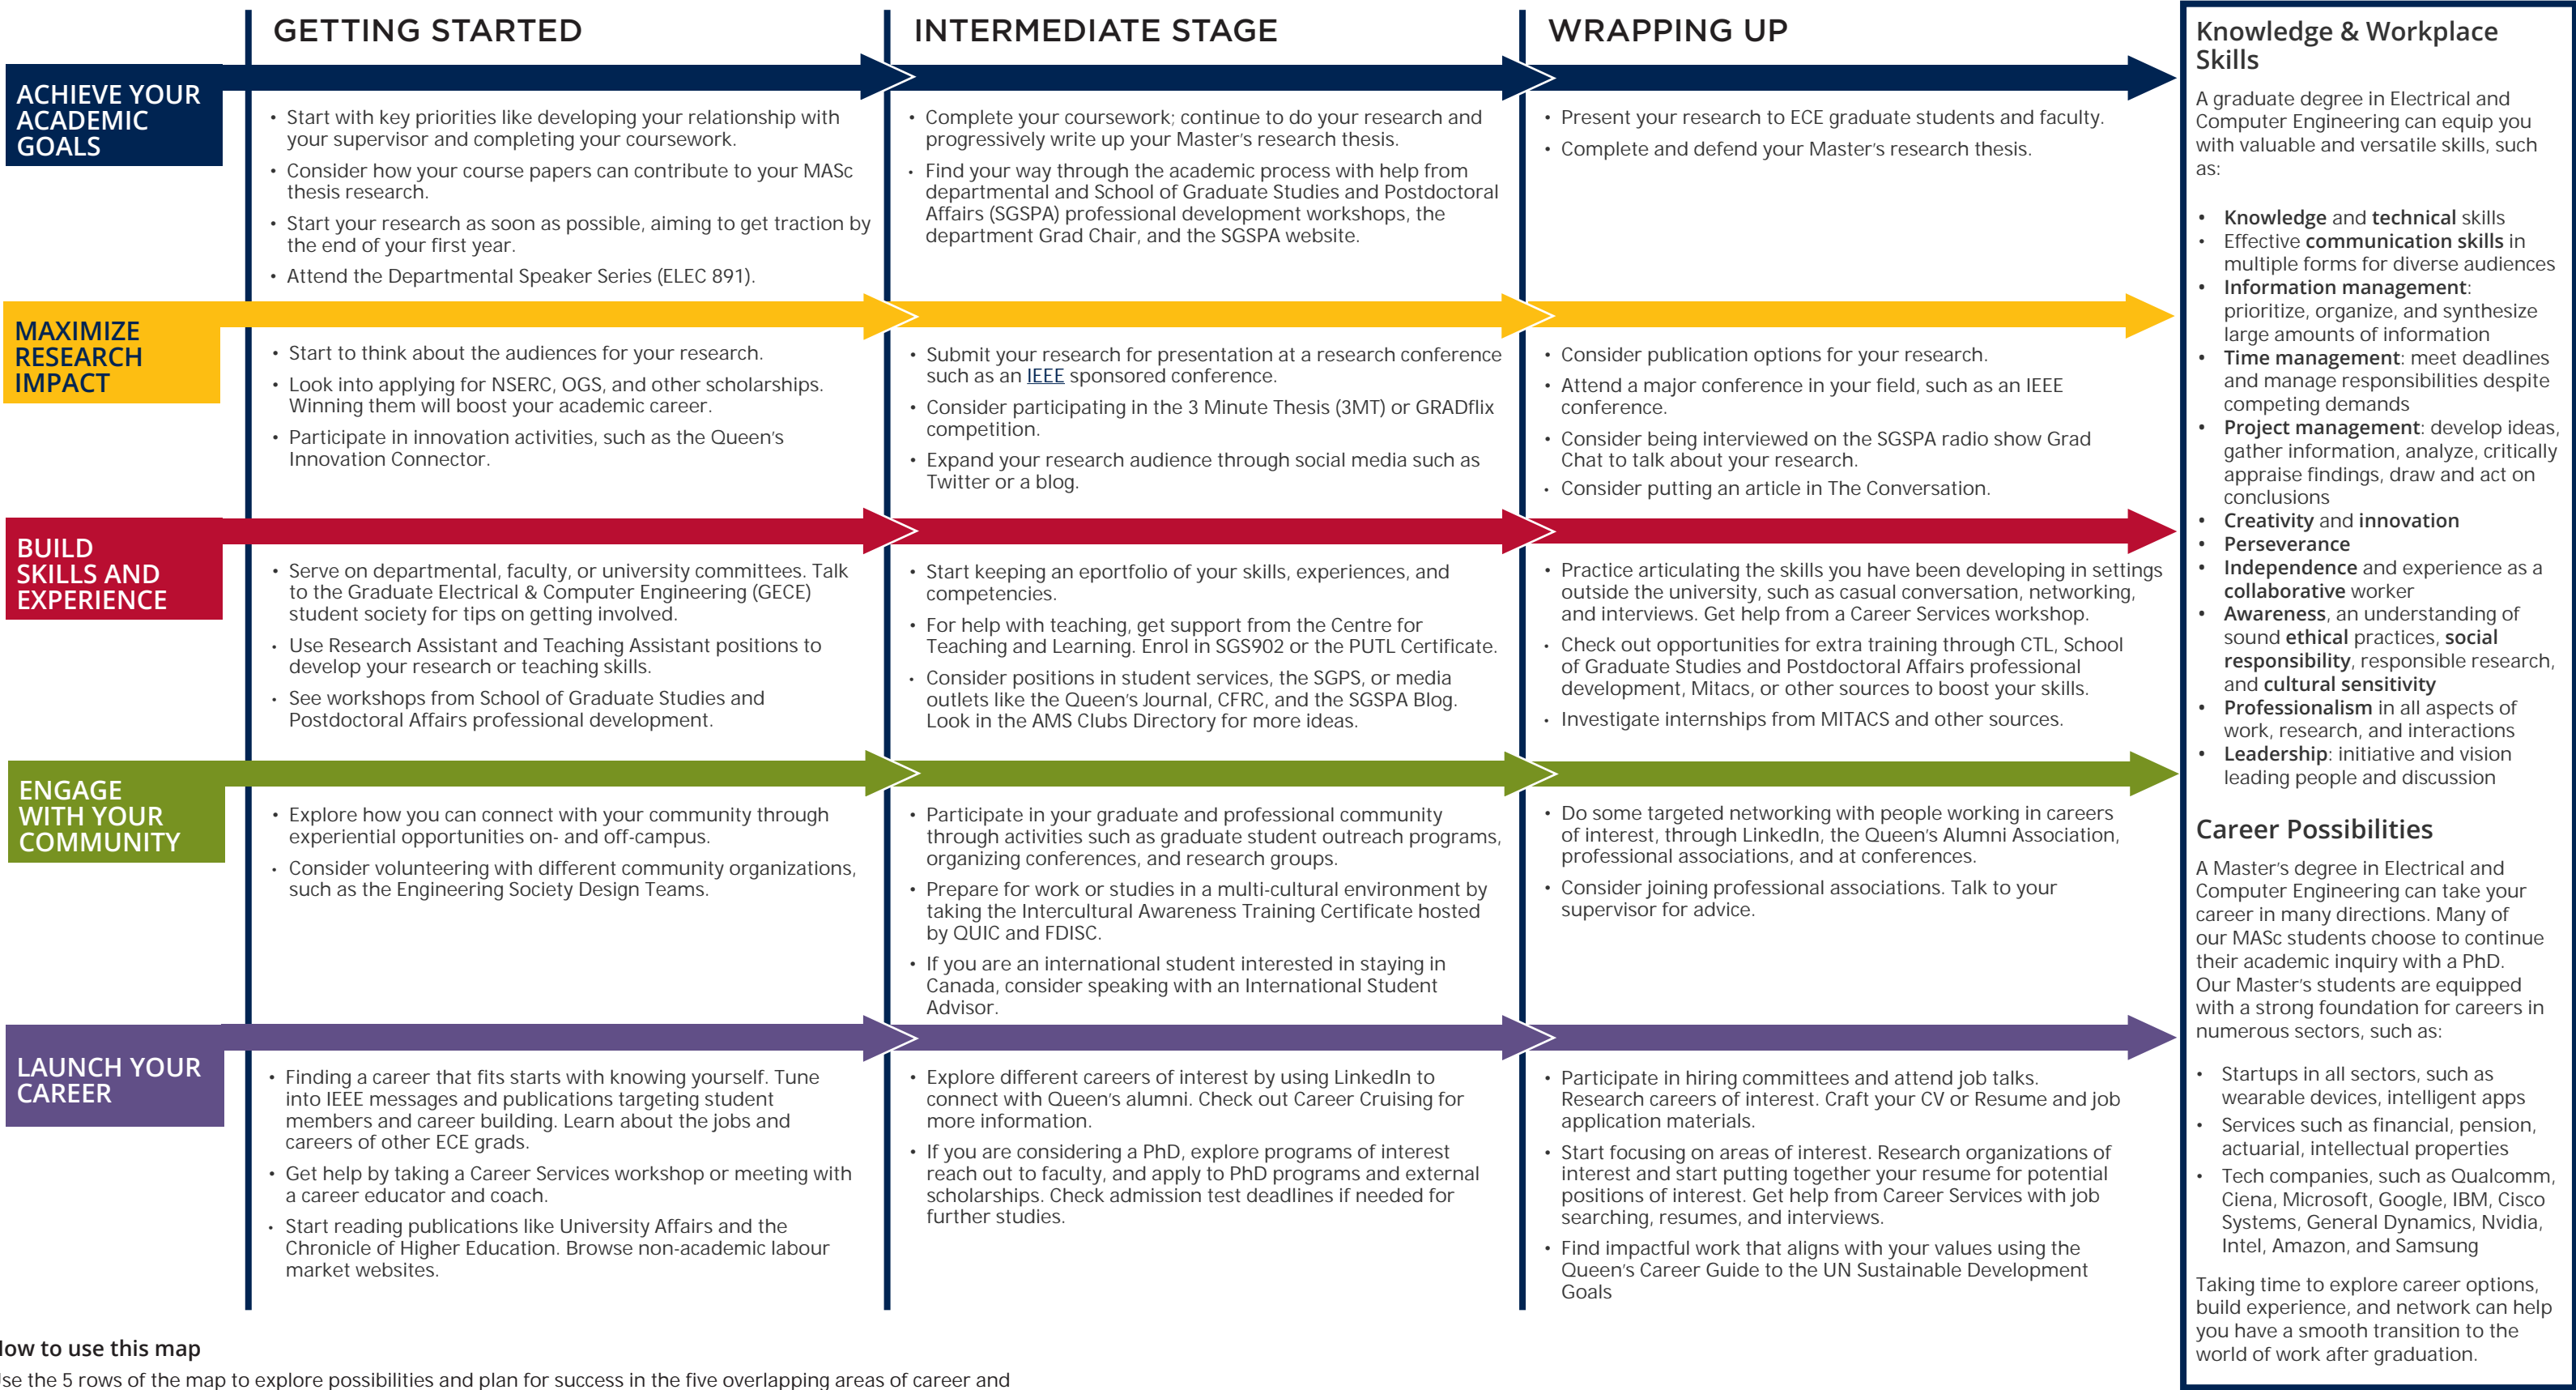 GETTING STARTED
INTERMEDIATE STAGE
WRAPPING UP
ACHIEVE YOUR
ACADEMIC
GOALS
• Start with key priorities like developing your relationship with
your supervisor and completing your coursework.
• Consider how your course papers can contribute to your MASc
thesis research.
• Start your research as soon as possible, aiming to get traction by
the end of your first year.
• Attend the Departmental Speaker Series (ELEC 891).
• Complete your coursework; continue to do your research and
progressively write up your Master's research thesis.
• Find your way through the academic process with help from
departmental and School of Graduate Studies and Postdoctoral
Affairs (SGSPA) professional development workshops, the
department Grad Chair, and the SGSPA website.
• Present your research to ECE graduate students and faculty.
• Complete and defend your Master's research thesis.
MAXIMIZE
RESEARCH
IMPACT
• Start to think about the audiences for your research.
• Look into applying for NSERC, OGS, and other scholarships.
Winning them will boost your academic career.
• Participate in innovation activities, such as the Queen's
Innovation Connector.
• Submit your research for presentation at a research conference
such as an IEEE sponsored conference.
• Consider participating in the 3 Minute Thesis (3MT) or GRADflix
competition.
• Expand your research audience through social media such as
Twitter or a blog.
• Consider publication options for your research.
• Attend a major conference in your field, such as an IEEE
conference.
• Consider being interviewed on the SGSPA radio show Grad
Chat to talk about your research.
• Consider putting an article in The Conversation.
BUILD
SKILLS AND
EXPERIENCE
• Serve on departmental, faculty, or university committees. Talk
to the Graduate Electrical & Computer Engineering (GECE)
student society for tips on getting involved.
• Use Research Assistant and Teaching Assistant positions to
develop your research or teaching skills.
• See workshops from School of Graduate Studies and
Postdoctoral Affairs professional development.
• Start keeping an eportfolio of your skills, experiences, and
competencies.
• For help with teaching, get support from the Centre for
Teaching and Learning. Enrol in SGS902 or the PUTL Certificate.
• Consider positions in student services, the SGPS, or media
outlets like the Queen's Journal, CFRC, and the SGSPA Blog.
Look in the AMS Clubs Directory for more ideas.
• Practice articulating the skills you have been developing in settings
outside the university, such as casual conversation, networking,
and interviews. Get help from a Career Services workshop.
• Check out opportunities for extra training through CTL, School
of Graduate Studies and Postdoctoral Affairs professional
development, Mitacs, or other sources to boost your skills.
• Investigate internships from MITACS and other sources.
ENGAGE
WITH YOUR
COMMUNITY
• Explore how you can connect with your community through
experiential opportunities on- and off-campus.
• Consider volunteering with different community organizations,
such as the Engineering Society Design Teams.
• Participate in your graduate and professional community
through activities such as graduate student outreach programs,
organizing conferences, and research groups.
• Prepare for work or studies in a multi-cultural environment by
taking the Intercultural Awareness Training Certificate hosted
by QUIC and FDISC.
• If you are an international student interested in staying in
Canada, consider speaking with an International Student
Advisor.
• Do some targeted networking with people working in careers
of interest, through LinkedIn, the Queen's Alumni Association,
professional associations, and at conferences.
• Consider joining professional associations. Talk to your
supervisor for advice.
LAUNCH YOUR
CAREER
• Finding a career that fits starts with knowing yourself. Tune
into IEEE messages and publications targeting student
members and career building. Learn about the jobs and
careers of other ECE grads.
• Get help by taking a Career Services workshop or meeting with
a career educator and coach.
• Start reading publications like University Affairs and the
Chronicle of Higher Education. Browse non-academic labour
market websites.
• Explore different careers of interest by using LinkedIn to
connect with Queen's alumni. Check out Career Cruising for
more information.
• If you are considering a PhD, explore programs of interest
reach out to faculty, and apply to PhD programs and external
scholarships. Check admission test deadlines if needed for
further studies.
• Participate in hiring committees and attend job talks.
Research careers of interest. Craft your CV or Resume and job
application materials.
• Start focusing on areas of interest. Research organizations of
interest and start putting together your resume for potential
positions of interest. Get help from Career Services with job
searching, resumes, and interviews.
• Find impactful work that aligns with your values using the
Queen's Career Guide to the UN Sustainable Development
Goals
Knowledge & Workplace
Skills
A graduate degree in Electrical and
Computer Engineering can equip you
with valuable and versatile skills, such
as:
• Knowledge and technical skills
• Effective communication skills in
multiple forms for diverse audiences
• Information management:
prioritize, organize, and synthesize
large amounts of information
• Time management: meet deadlines
and manage responsibilities despite
competing demands
• Project management: develop ideas,
gather information, analyze, critically
appraise findings, draw and act on
conclusions
• Creativity and innovation
• Perseverance
• Independence and experience as a
collaborative worker
• Awareness, an understanding of
sound ethical practices, social
responsibility, responsible research,
and cultural sensitivity
• Professionalism in all aspects of
work, research, and interactions
• Leadership: initiative and vision
leading people and discussion
Career Possibilities
A Master's degree in Electrical and
Computer Engineering can take your
career in many directions. Many of
our MASc students choose to continue
their academic inquiry with a PhD.
Our Master's students are equipped
with a strong foundation for careers in
numerous sectors, such as:
• Startups in all sectors, such as
wearable devices, intelligent apps
• Services such as financial, pension,
actuarial, intellectual properties
• Tech companies, such as Qualcomm,
Ciena, Microsoft, Google, IBM, Cisco
Systems, General Dynamics, Nvidia,
Intel, Amazon, and Samsung
Taking time to explore career options,
build experience, and network can help
you have a smooth transition to the
world of work after graduation.
How to use this map
Use the 5 rows of the map to explore possibilities and plan for success in the five overlapping areas of career and